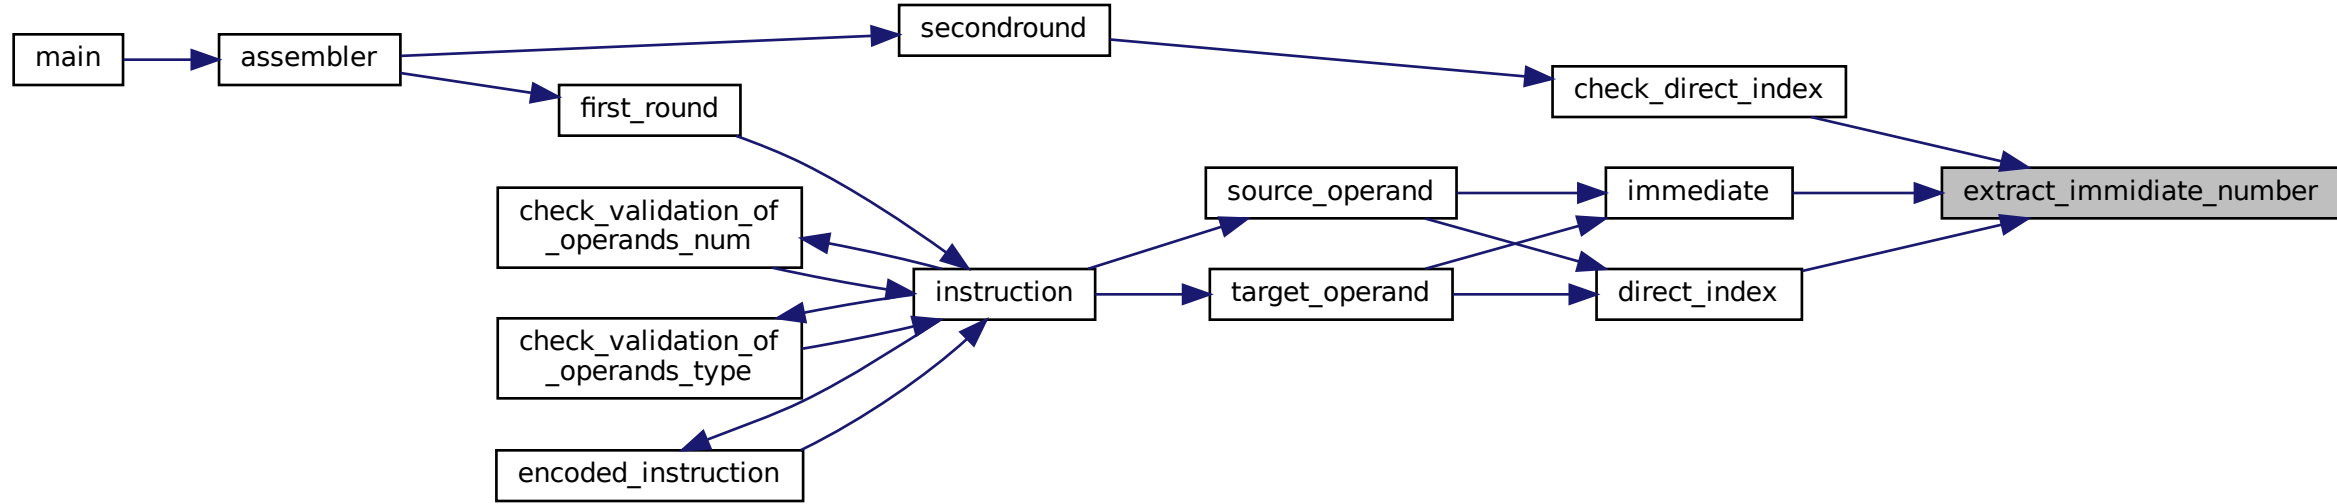 main
assembler
secondround
first_round
check_direct_index
check_validation_of
_operands_num
source_operand
immediate
extract_immidiate_number
instruction
target_operand
direct_index
check_validation_of
_operands_type
encoded_instruction